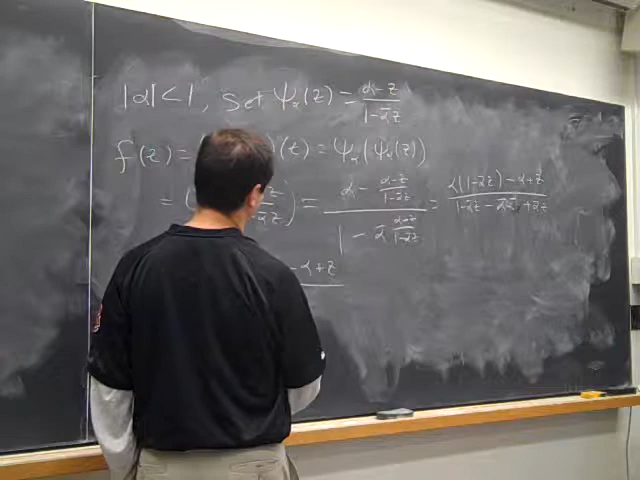 |α| < 1, Set ψ_α(z) = (α - z)/(1 - ᾱz)
f(z) = )(z) = ψ_α(ψ_α(z))
= ( ) = (α - (α - z)/(1 - ᾱz))/(1 - ᾱ (α - z)/(1 - ᾱz)) = (α(1 - ᾱz) - α + z)/(1 - ᾱz - ᾱα + ᾱz)
- α + z